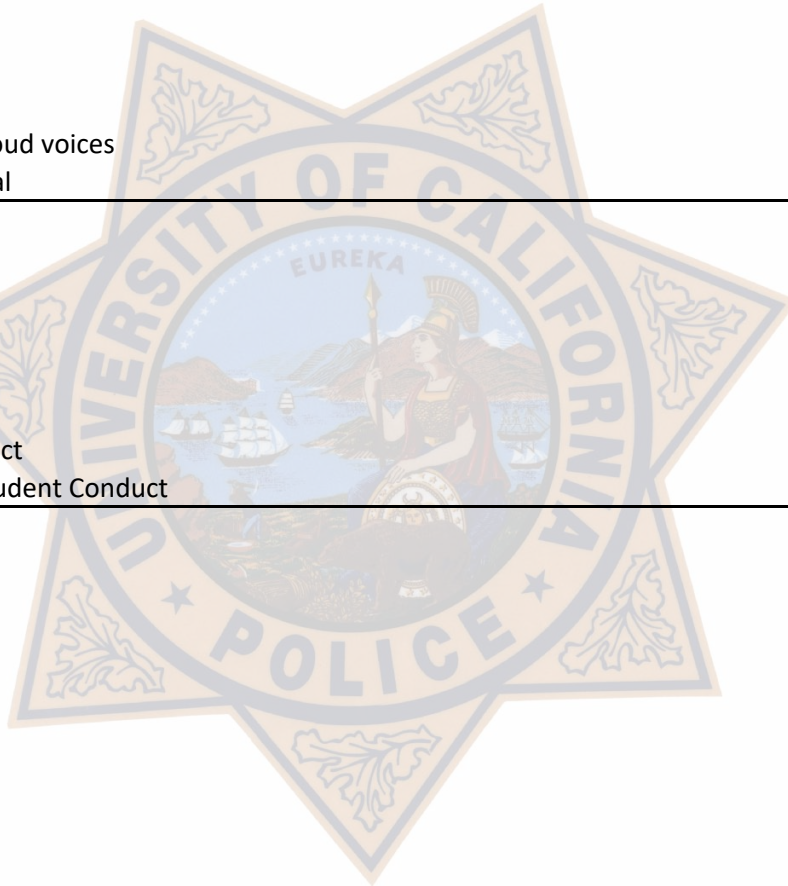 oud voices
al
UNIVERSITY OF CALIFORNIA
EUREKA
ct
udent Conduct
POLICE